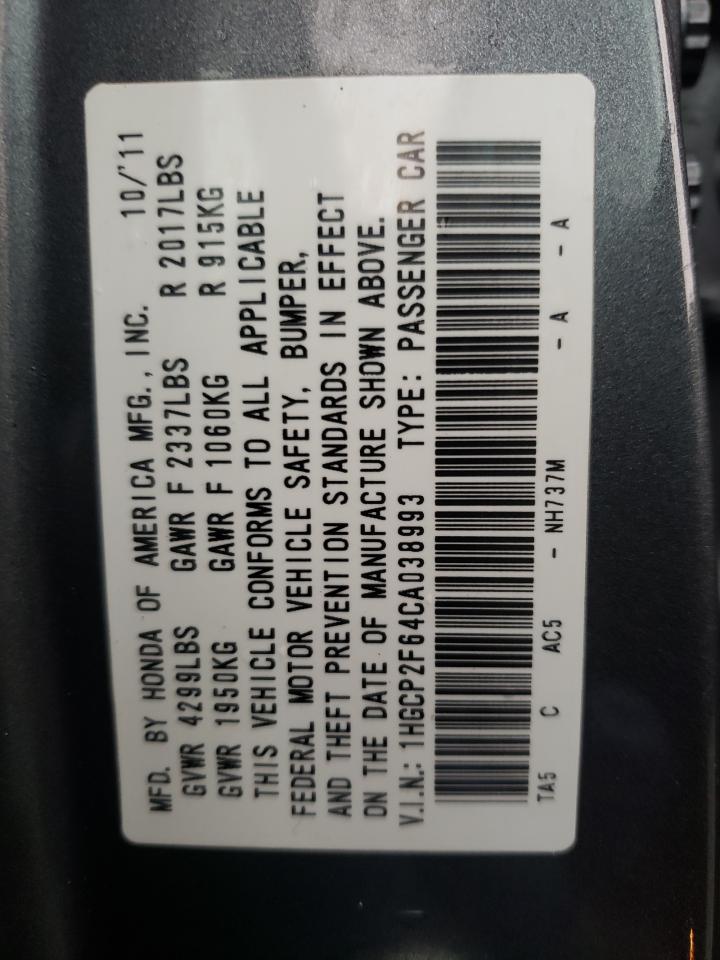 MFD. BY HONDA OF AMERICA MFG., INC. 10/'11
GVWR 4299LBS GAWR F 2337LBS R 2017LBS
GVWR 1950KG GAWR F 1060KG R 915KG
THIS VEHICLE CONFORMS TO ALL APPLICABLE
FEDERAL MOTOR VEHICLE SAFETY, BUMPER,
AND THEFT PREVENTION STANDARDS IN EFFECT
ON THE DATE OF MANUFACTURE SHOWN ABOVE.
V.I.N.: 1HGCP2F64CA038993 TYPE: PASSENGER CAR
TA5 C AC5 - NH737M - A - A